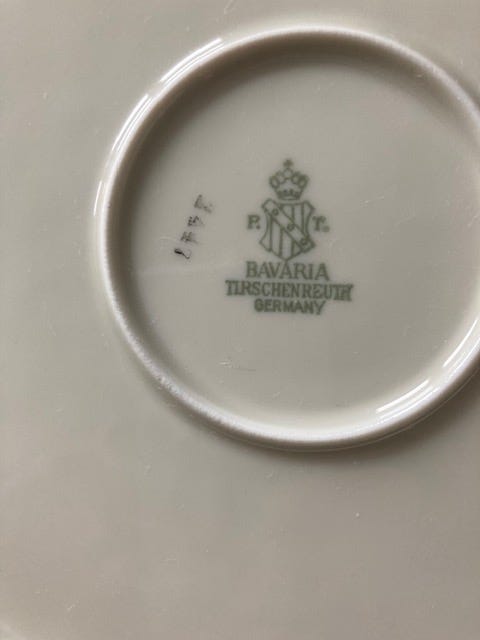 P. T.
BAVARIA
TIRSCHENREUTH
GERMANY